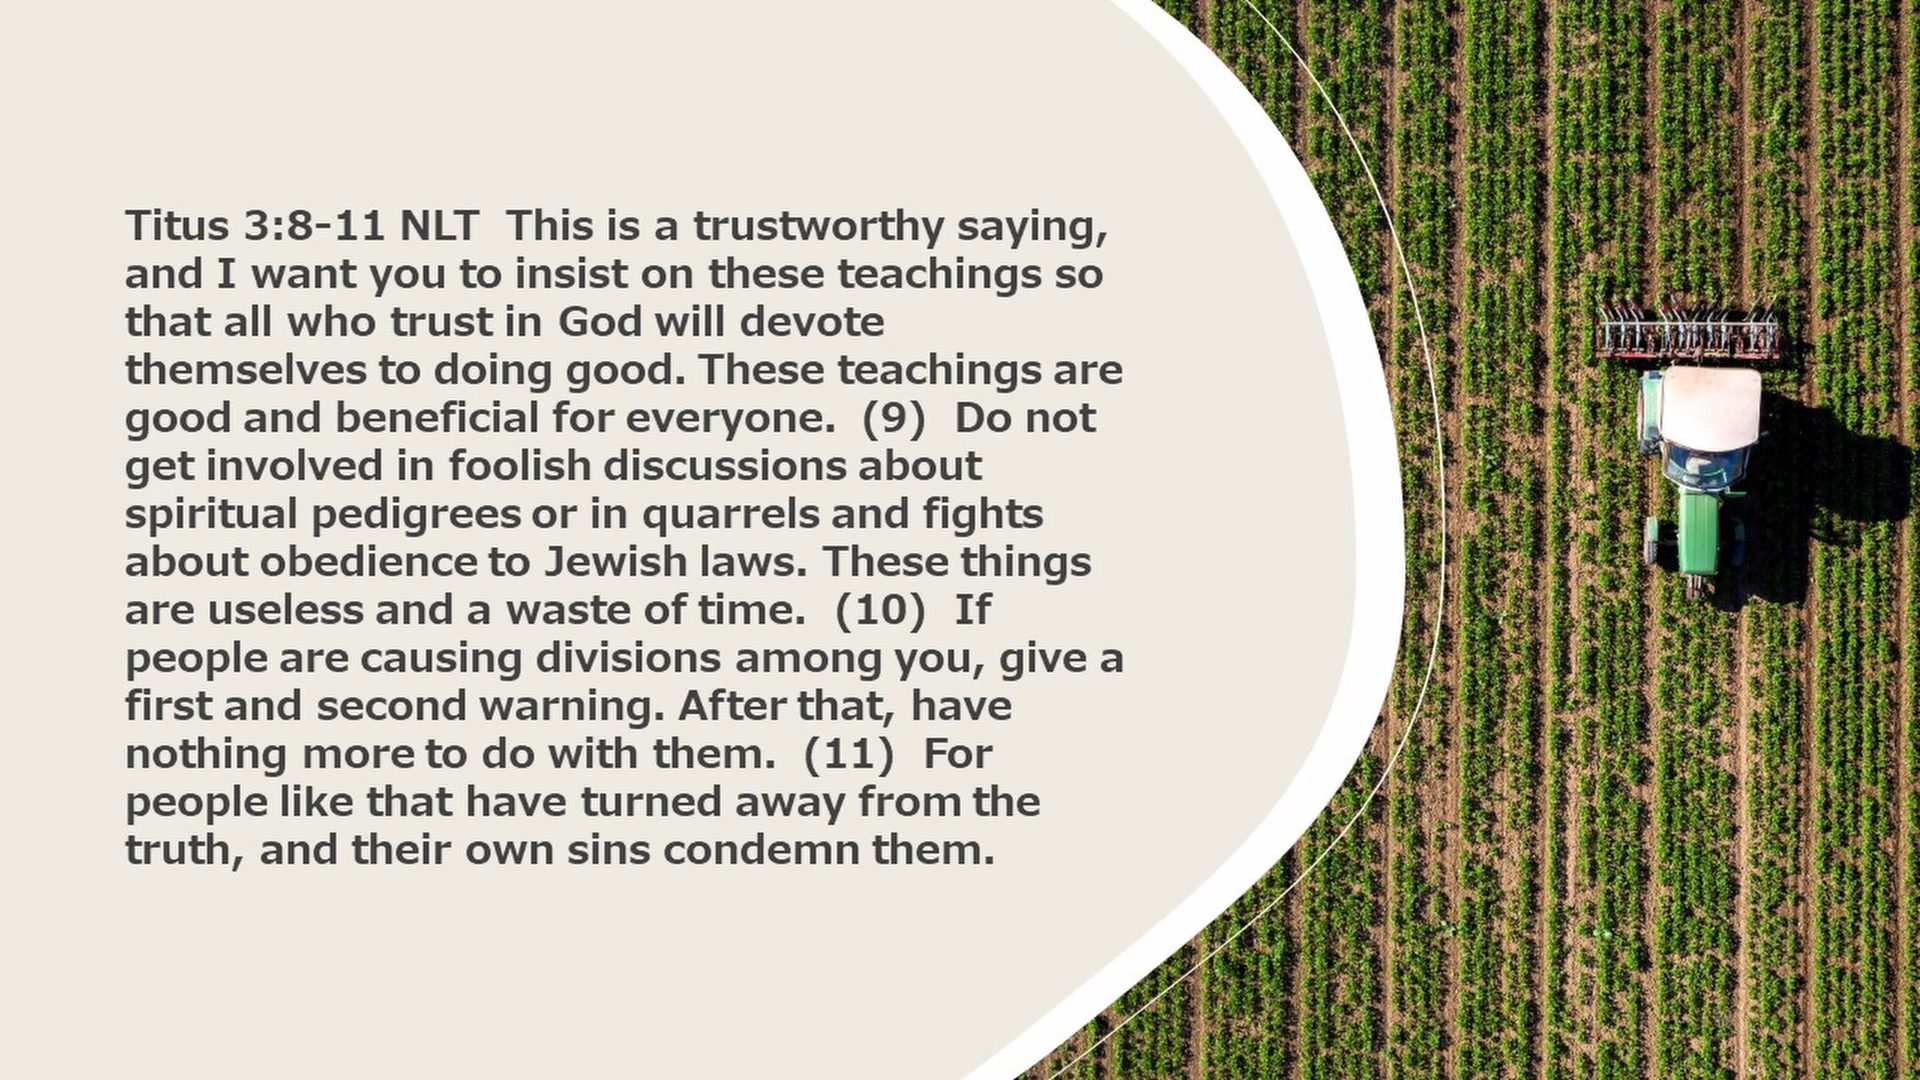 Titus 3:8-11 NLT  This is a trustworthy saying,
and I want you to insist on these teachings so
that all who trust in God will devote
themselves to doing good. These teachings are
good and beneficial for everyone.  (9)  Do not
get involved in foolish discussions about
spiritual pedigrees or in quarrels and fights
about obedience to Jewish laws. These things
are useless and a waste of time.  (10)  If
people are causing divisions among you, give a
first and second warning. After that, have
nothing more to do with them.  (11)  For
people like that have turned away from the
truth, and their own sins condemn them.